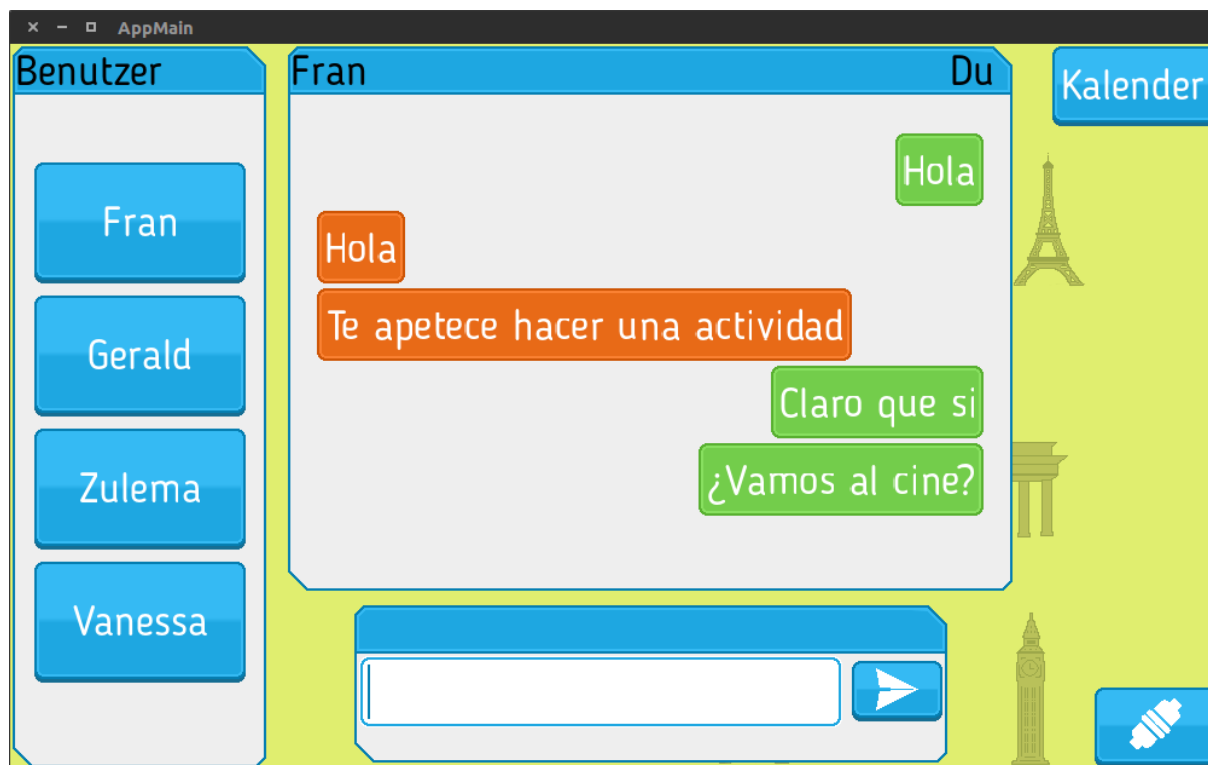 AppMain
Benutzer
Fran
Gerald
Zulema
Vanessa
Fran
Du
Hola
Hola
Te apetece hacer una actividad
Claro que si
¿Vamos al cine?
Kalender